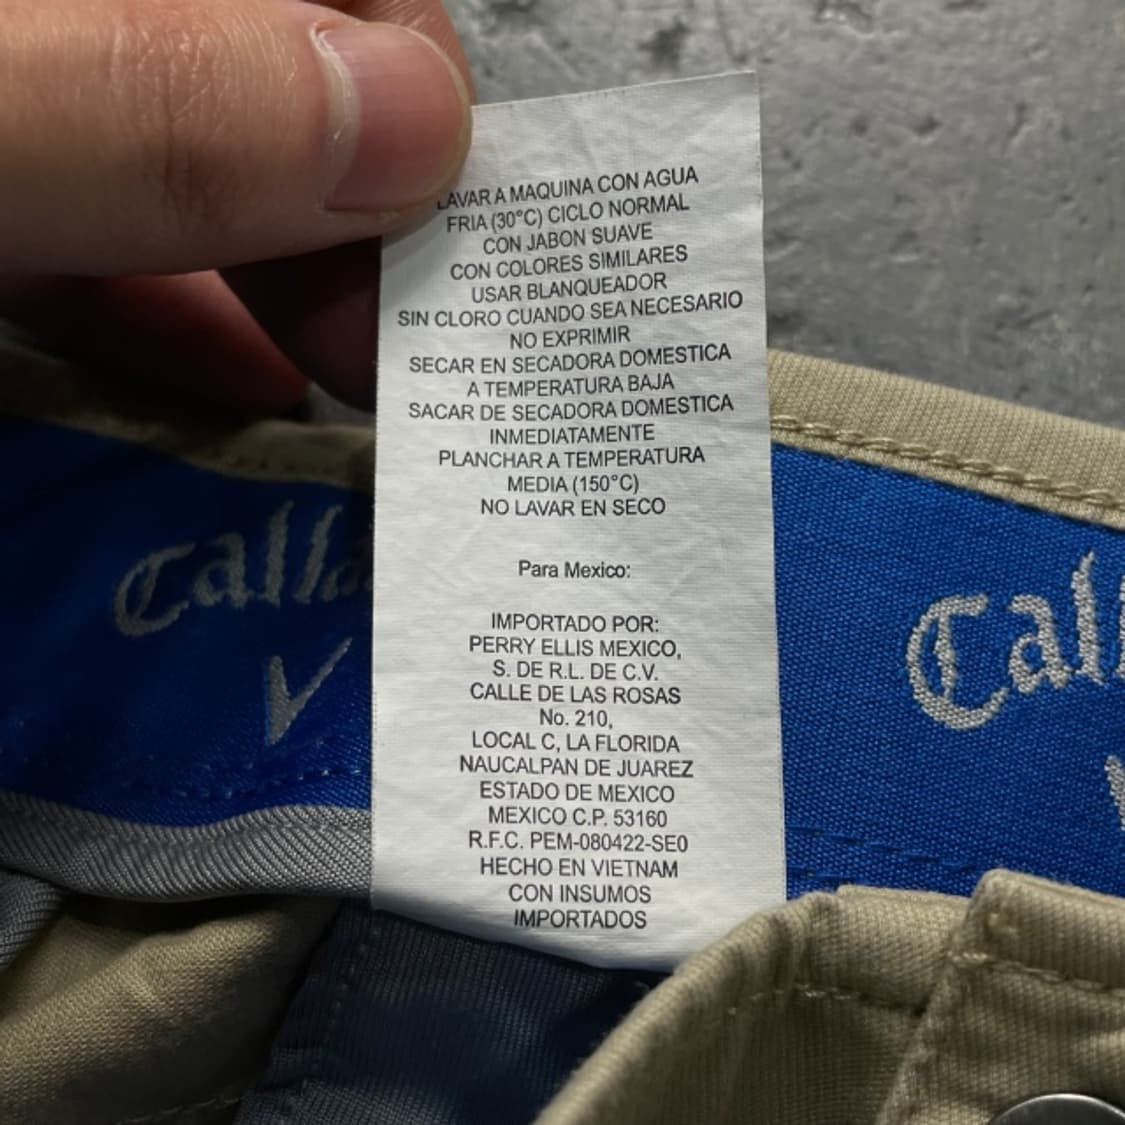 LAVAR A MAQUINA CON AGUA
FRIA (30°C) CICLO NORMAL
CON JABON SUAVE
CON COLORES SIMILARES
USAR BLANQUEADOR
SIN CLORO CUANDO SEA NECESARIO
NO EXPRIMIR
SECAR EN SECADORA DOMESTICA
A TEMPERATURA BAJA
SACAR DE SECADORA DOMESTICA
INMEDIATAMENTE
PLANCHAR A TEMPERATURA
MEDIA (150°C)
NO LAVAR EN SECO
Para Mexico:
IMPORTADO POR:
PERRY ELLIS MEXICO,
S. DE R.L. DE C.V.
CALLE DE LAS ROSAS
No. 210,
LOCAL C, LA FLORIDA
NAUCALPAN DE JUAREZ
ESTADO DE MEXICO
MEXICO C.P. 53160
R.F.C. PEM-080422-SE0
HECHO EN VIETNAM
CON INSUMOS
IMPORTADOS
Calla
Call